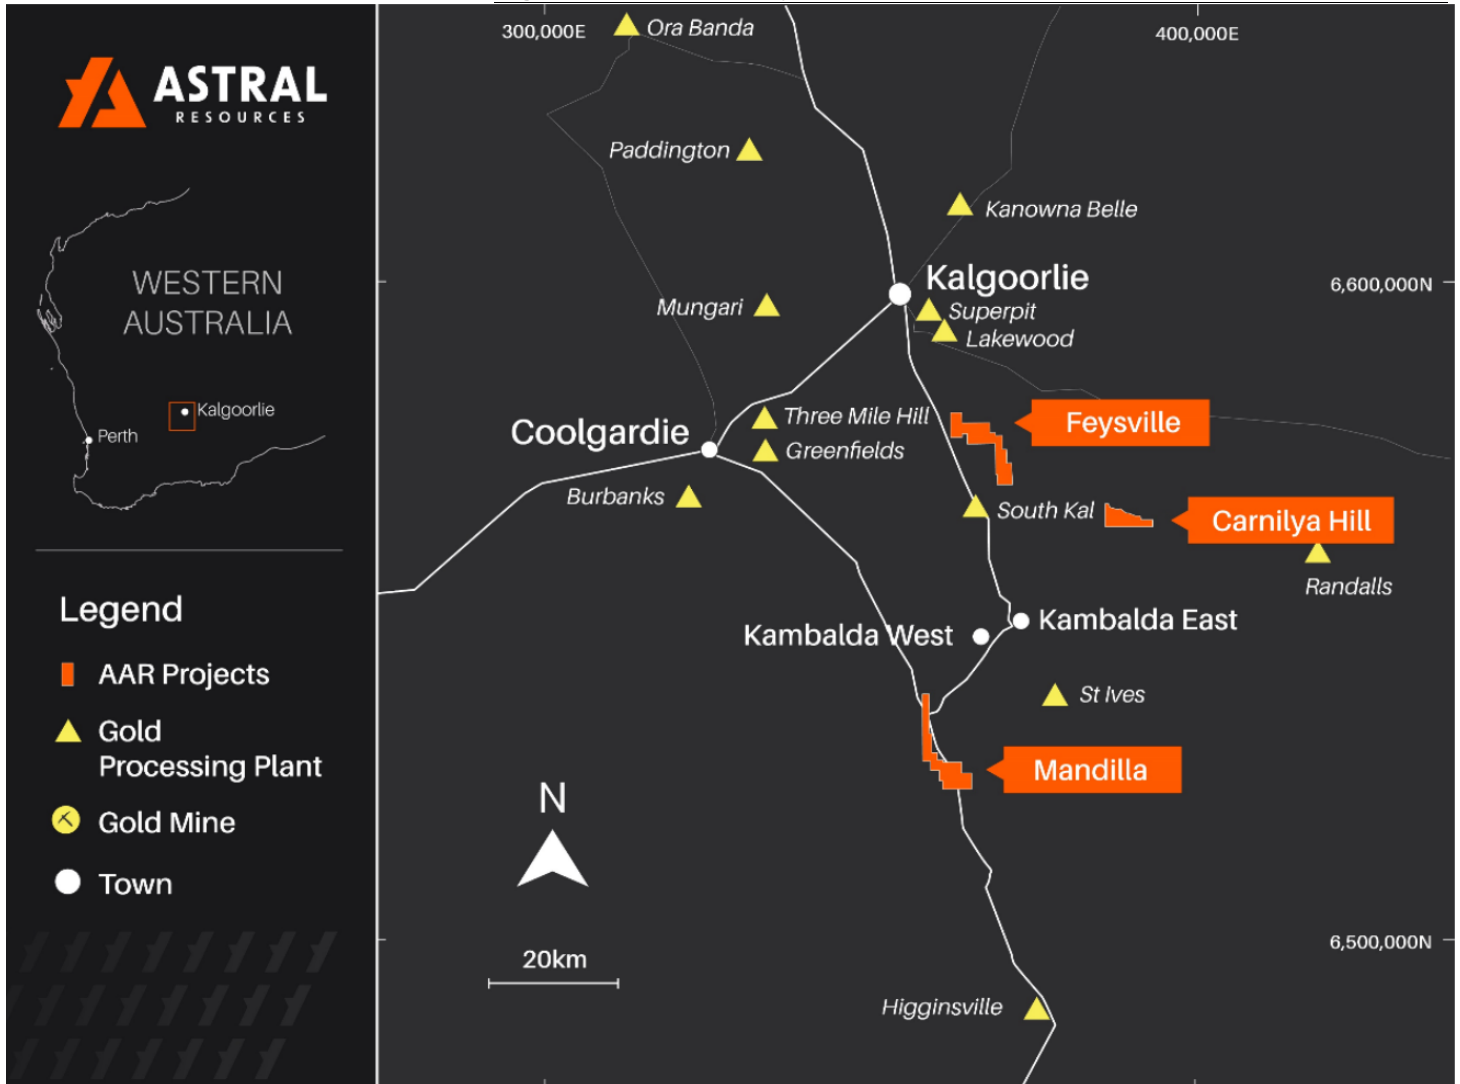 ASTRAL
RESOURCES
WESTERN
AUSTRALIA
Kalgoorlie
Perth
Legend
AAR Projects
Gold
Processing Plant
Gold Mine
Town
300,000E
Ora Banda
400,000E
Paddington
Kanowna Belle
Kalgoorlie
6,600,000N
Mungari
Superpit
Lakewood
Three Mile Hill
Feysville
Coolgardie
Greenfields
Burbanks
South Kal
Carnilya Hill
Randalls
Kambalda West
Kambalda East
St Ives
Mandilla
N
20km
6,500,000N
Higginsville